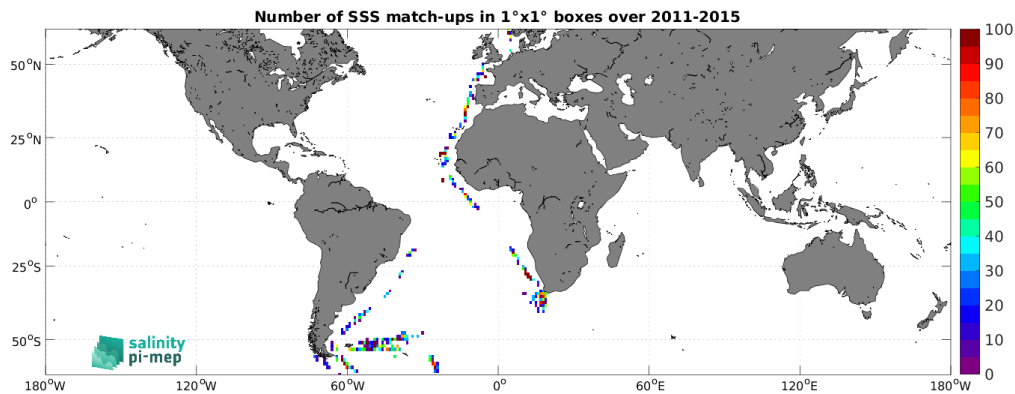 Number of SSS match-ups in 1°x1° boxes over 2011-2015
50°N
25°N
0°
25°S
50°S
180°W
120°W
60°W
0°
60°E
120°E
180°W
100
90
80
70
60
50
40
30
20
10
0
salinity
pi-mep